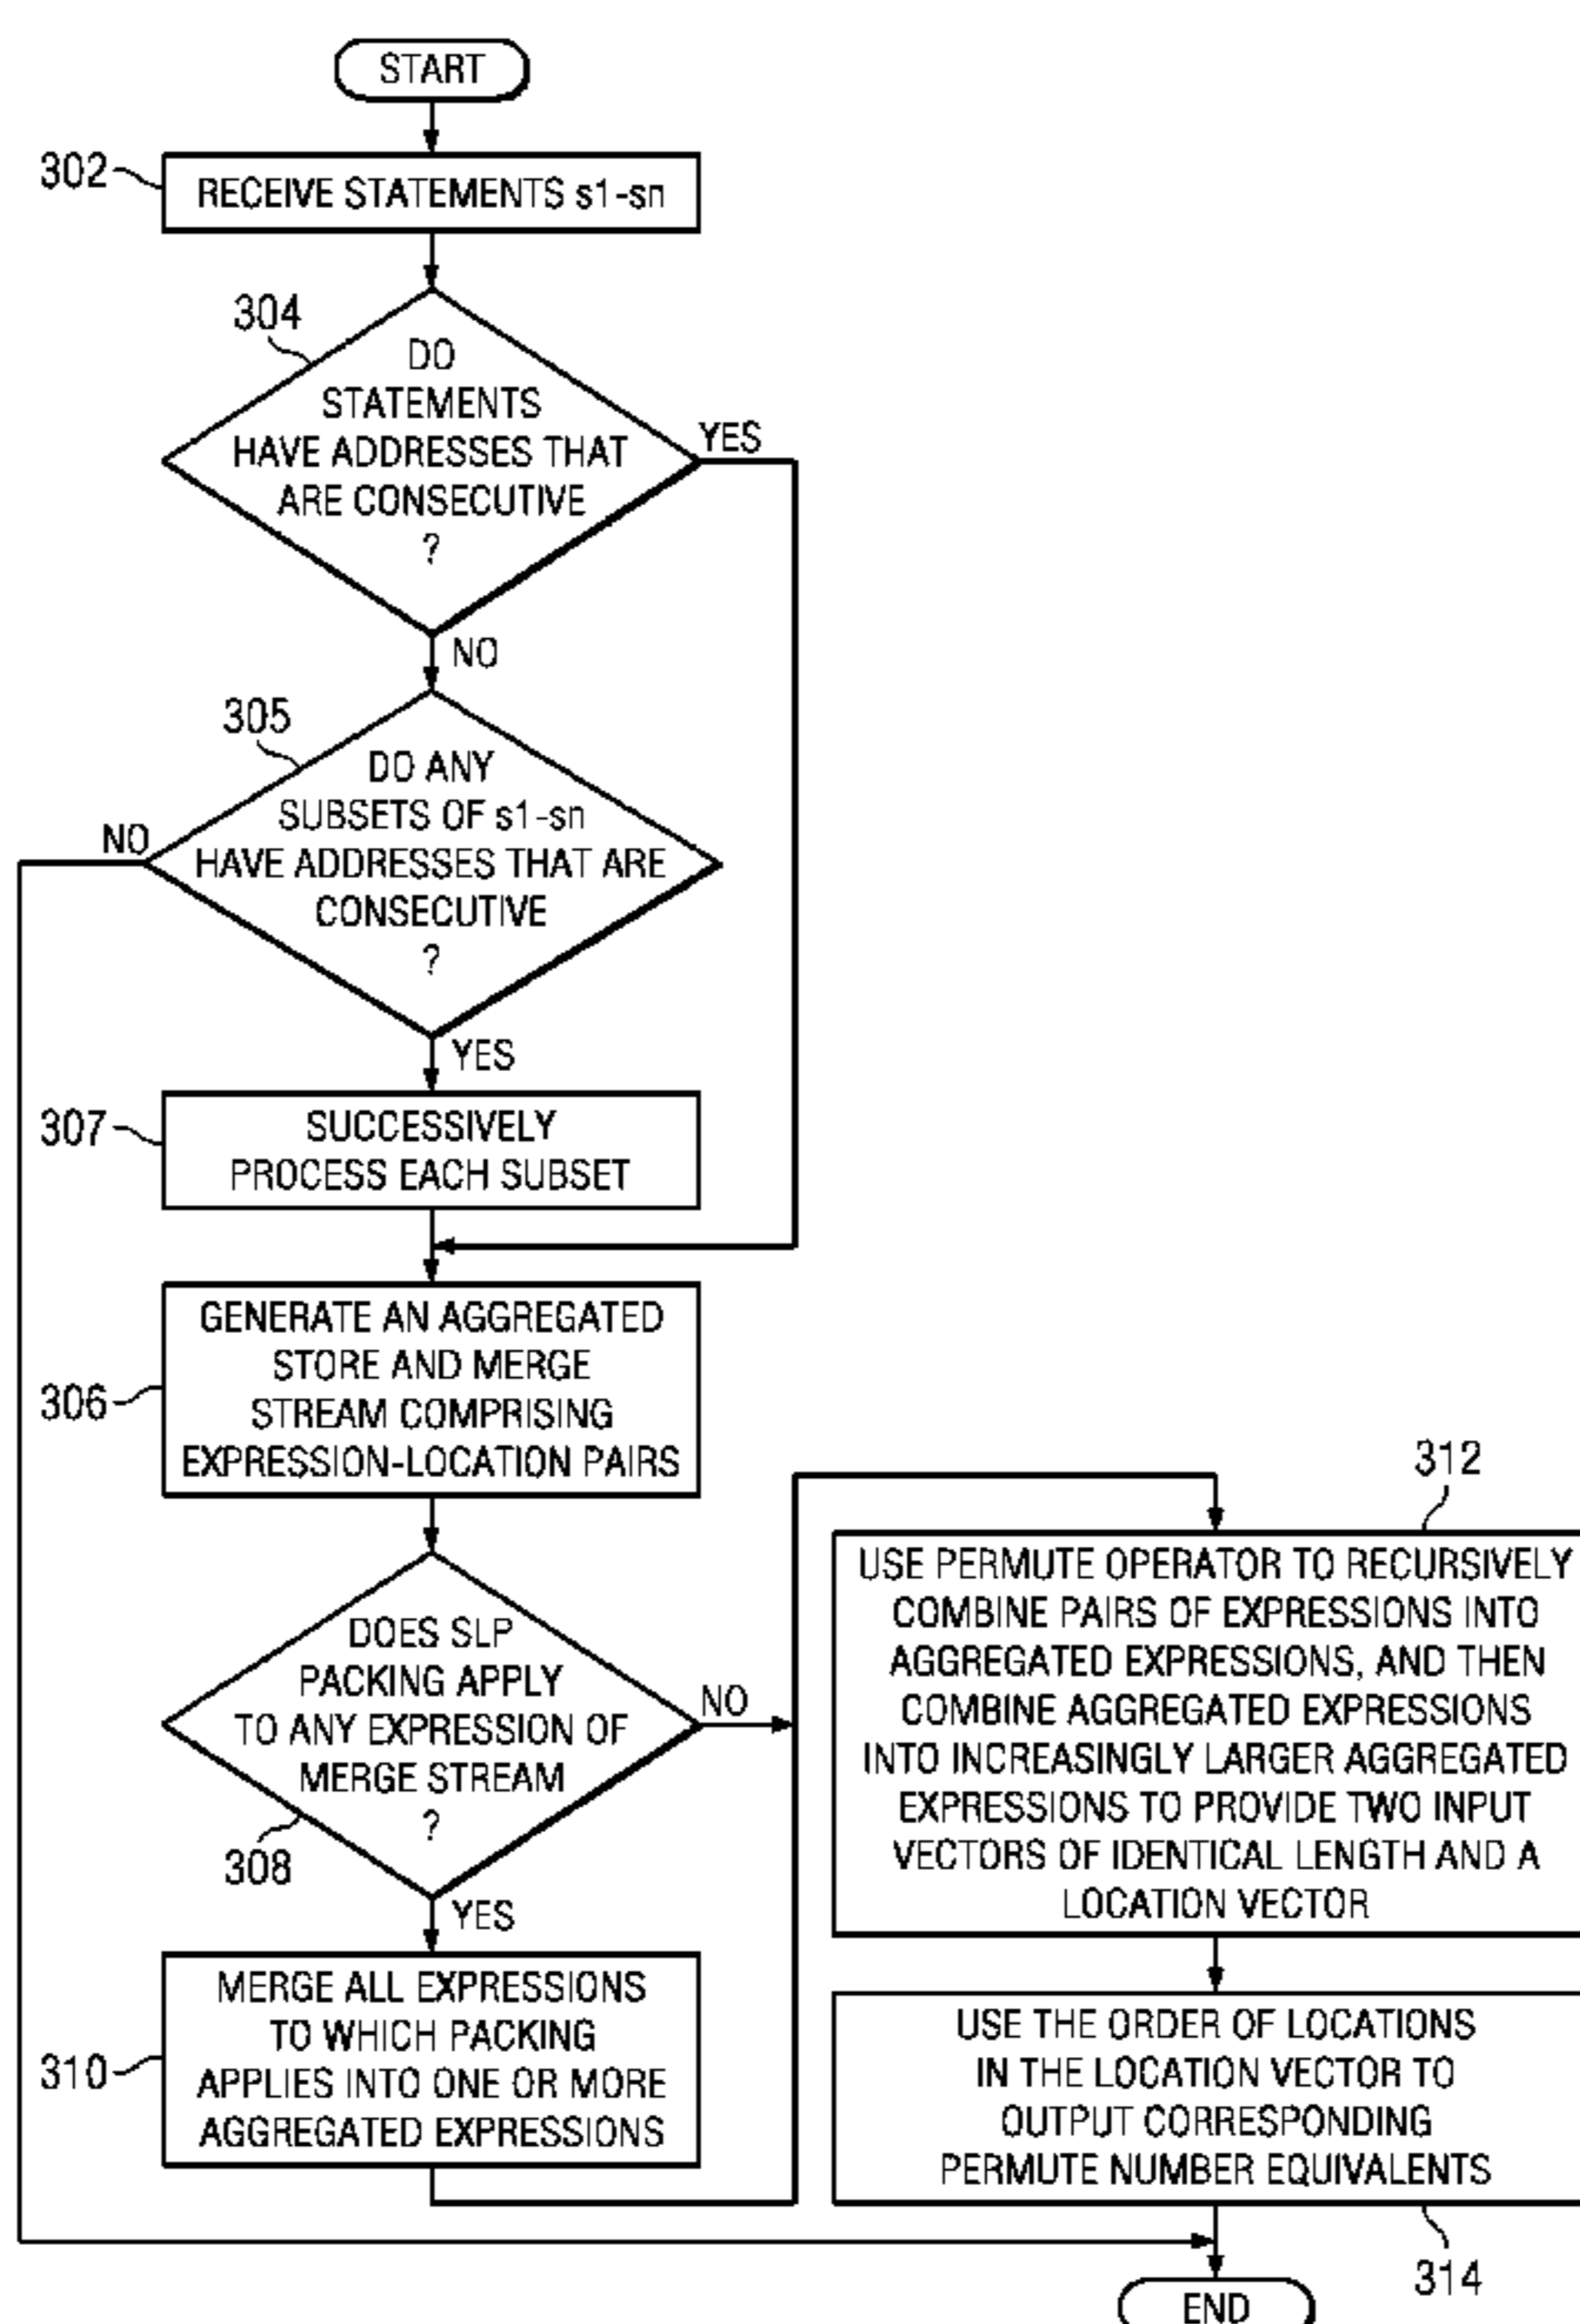 START
302
RECEIVE STATEMENTS s1-sn
304
DO
STATEMENTS
HAVE ADDRESSES THAT
ARE CONSECUTIVE
?
YES
NO
305
DO ANY
SUBSETS OF s1-sn
HAVE ADDRESSES THAT ARE
CONSECUTIVE
?
NO
YES
307
SUCCESSIVELY
PROCESS EACH SUBSET
306
GENERATE AN AGGREGATED
STORE AND MERGE
STREAM COMPRISING
EXPRESSION-LOCATION PAIRS
DOES SLP
PACKING APPLY
TO ANY EXPRESSION OF
MERGE STREAM
?
308
NO
YES
310
MERGE ALL EXPRESSIONS
TO WHICH PACKING
APPLIES INTO ONE OR MORE
AGGREGATED EXPRESSIONS
312
USE PERMUTE OPERATOR TO RECURSIVELY
COMBINE PAIRS OF EXPRESSIONS INTO
AGGREGATED EXPRESSIONS, AND THEN
COMBINE AGGREGATED EXPRESSIONS
INTO INCREASINGLY LARGER AGGREGATED
EXPRESSIONS TO PROVIDE TWO INPUT
VECTORS OF IDENTICAL LENGTH AND A
LOCATION VECTOR
USE THE ORDER OF LOCATIONS
IN THE LOCATION VECTOR TO
OUTPUT CORRESPONDING
PERMUTE NUMBER EQUIVALENTS
314
END